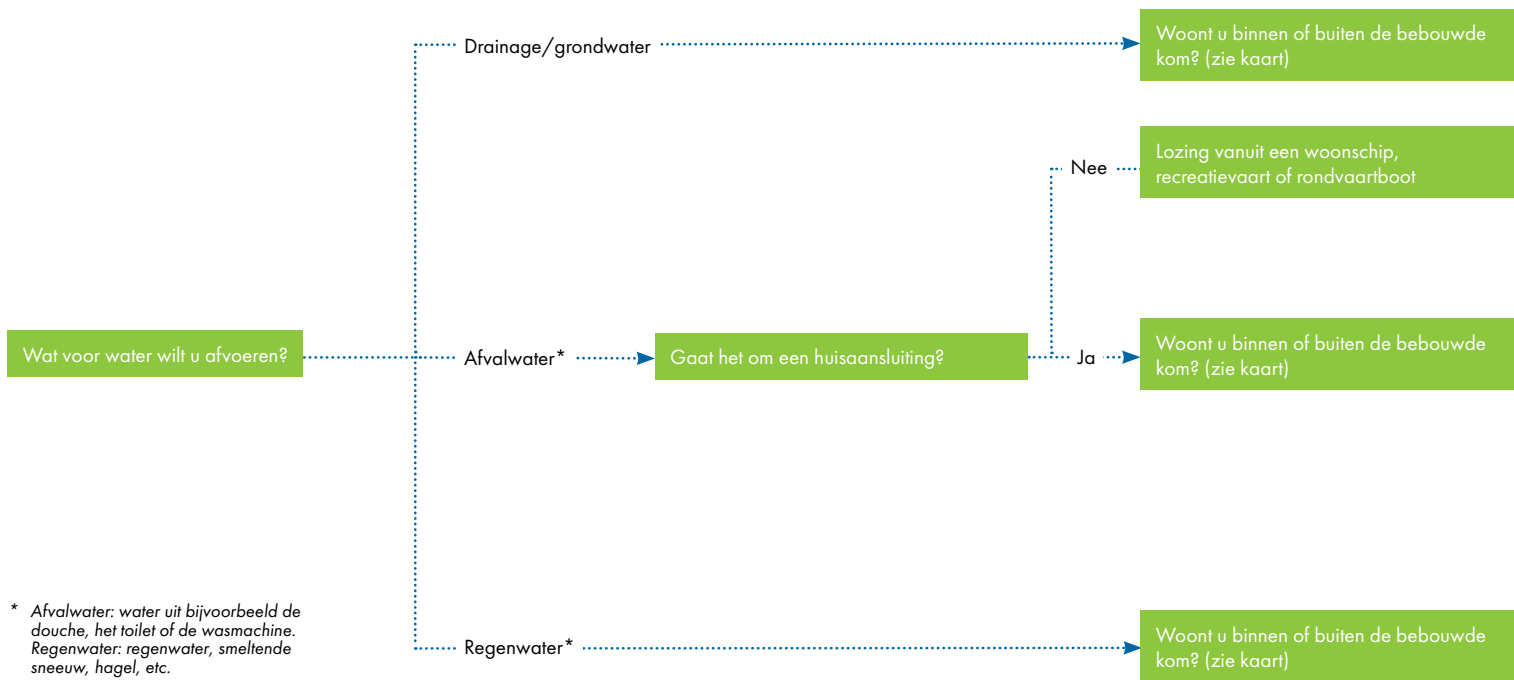 Drainage/grondwater
Woont u binnen of buiten de bebouwde
kom? (zie kaart)
Nee
Lozing vanuit een woonschip,
recreatievaart of rondvaartboot
Wat voor water wilt u afvoeren?
Afvalwater*
Gaat het om een huisaansluiting?
Ja
Woont u binnen of buiten de bebouwde
kom? (zie kaart)
Regenwater*
Woont u binnen of buiten de bebouwde
kom? (zie kaart)
* Afvalwater: water uit bijvoorbeeld de
douche, het toilet of de wasmachine.
Regenwater: regenwater, smeltende
sneeuw, hagel, etc.